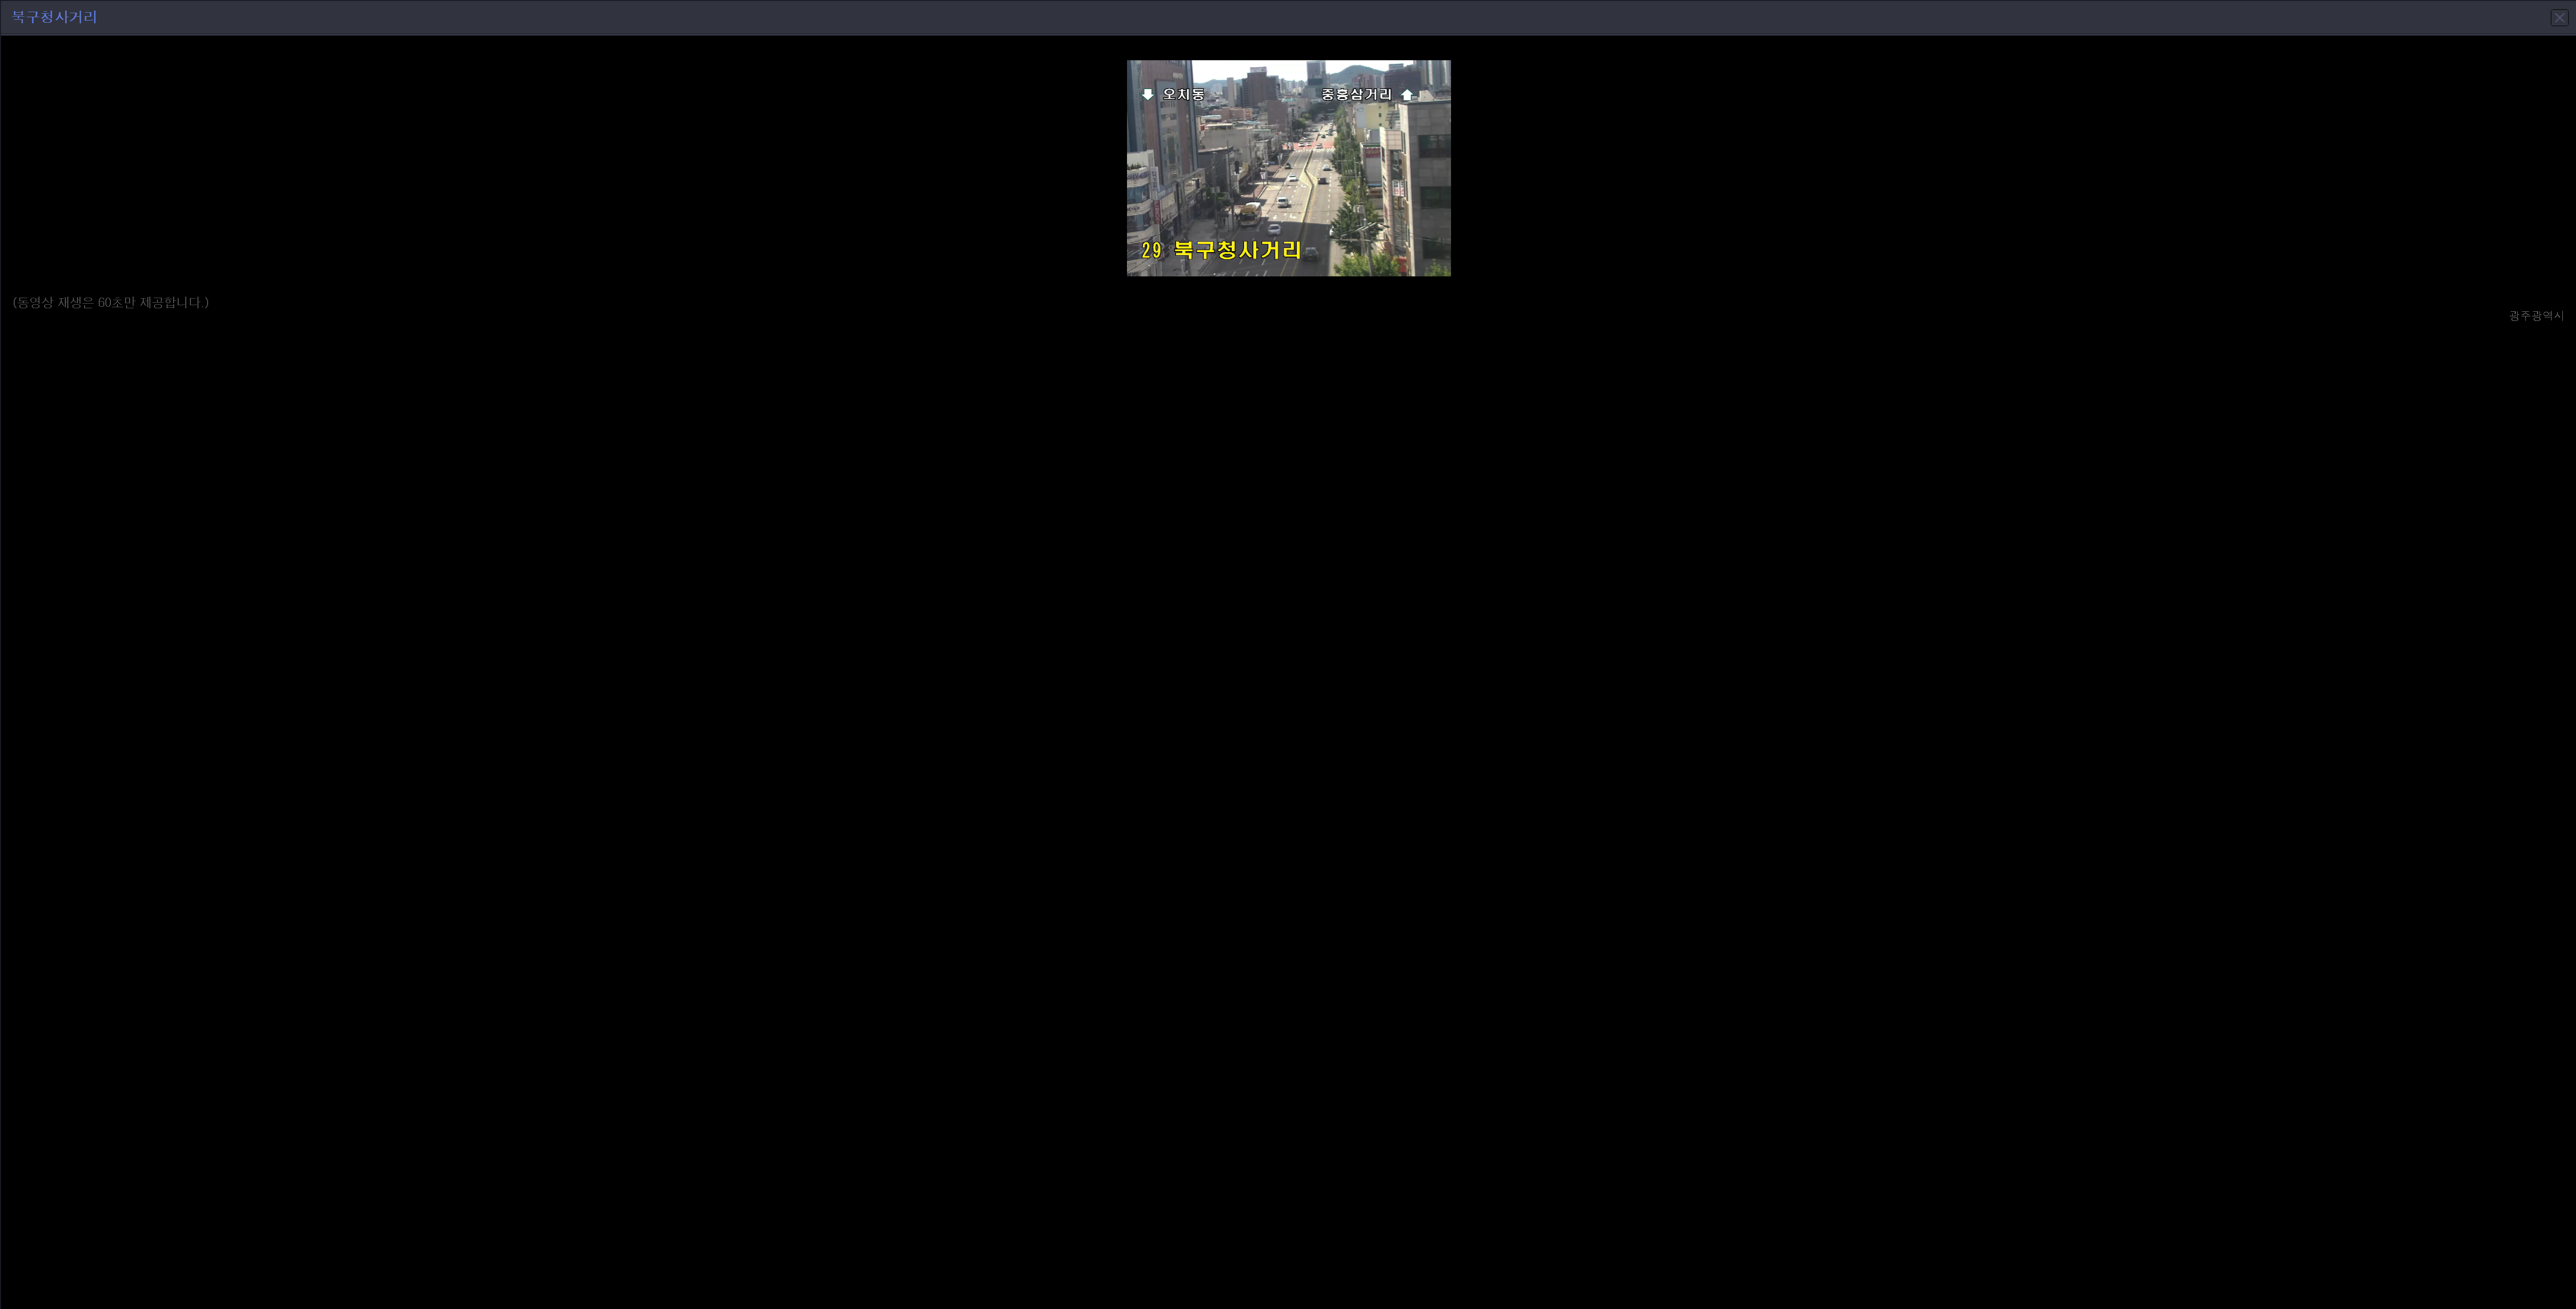 북구청사거리
오치동
중흥삼거리
29 북구청사거리
(동영상 재생은 60초만 제공합니다.)
광주광역시